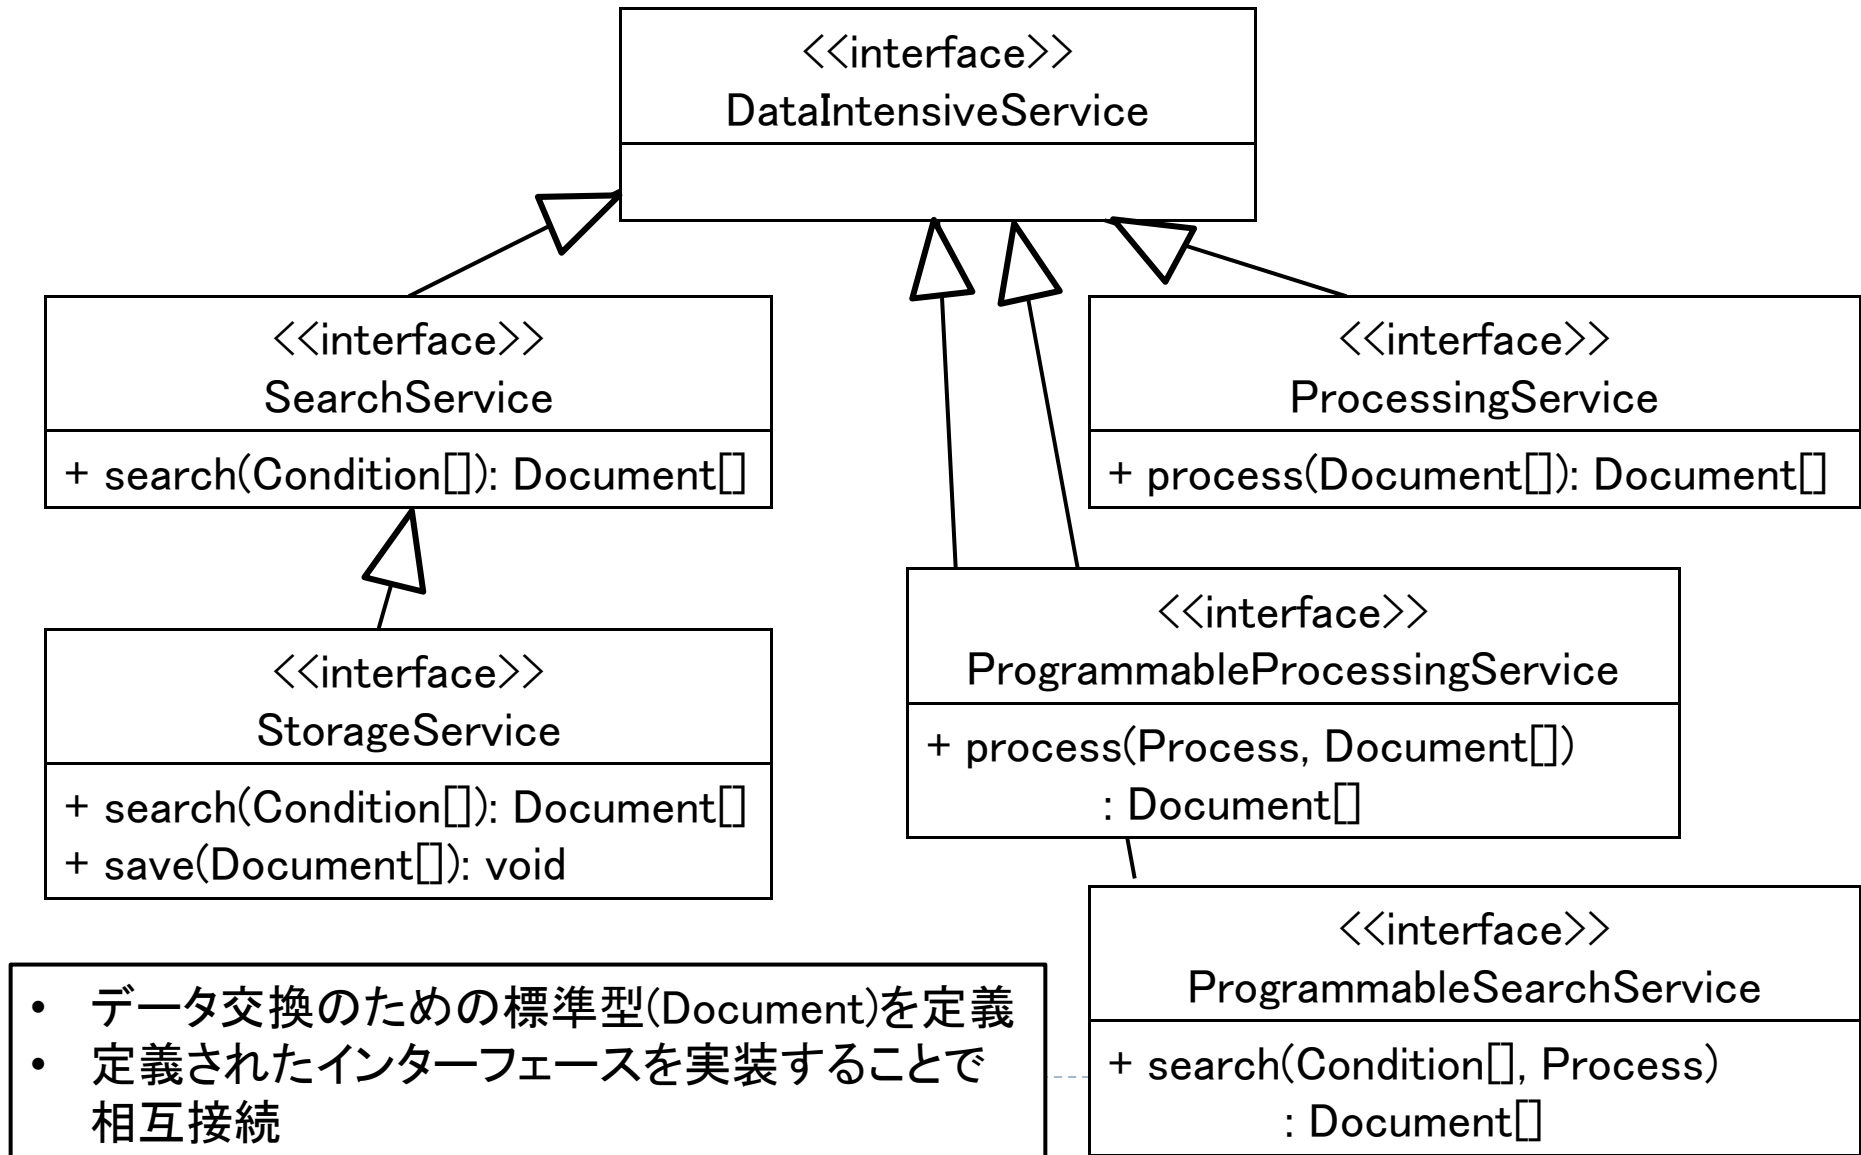 <<interface>>
DataIntensiveService
<<interface>>
SearchService
+ search(Condition[]): Document[]
<<interface>>
ProcessingService
+ process(Document[]): Document[]
<<interface>>
StorageService
+ search(Condition[]): Document[]
+ save(Document[]): void
<<interface>>
ProgrammableProcessingService
+ process(Process, Document[])
: Document[]
<<interface>>
ProgrammableSearchService
+ search(Condition[], Process)
: Document[]
• データ交換のための標準型(Document)を定義
• 定義されたインターフェースを実装することで
相互接続